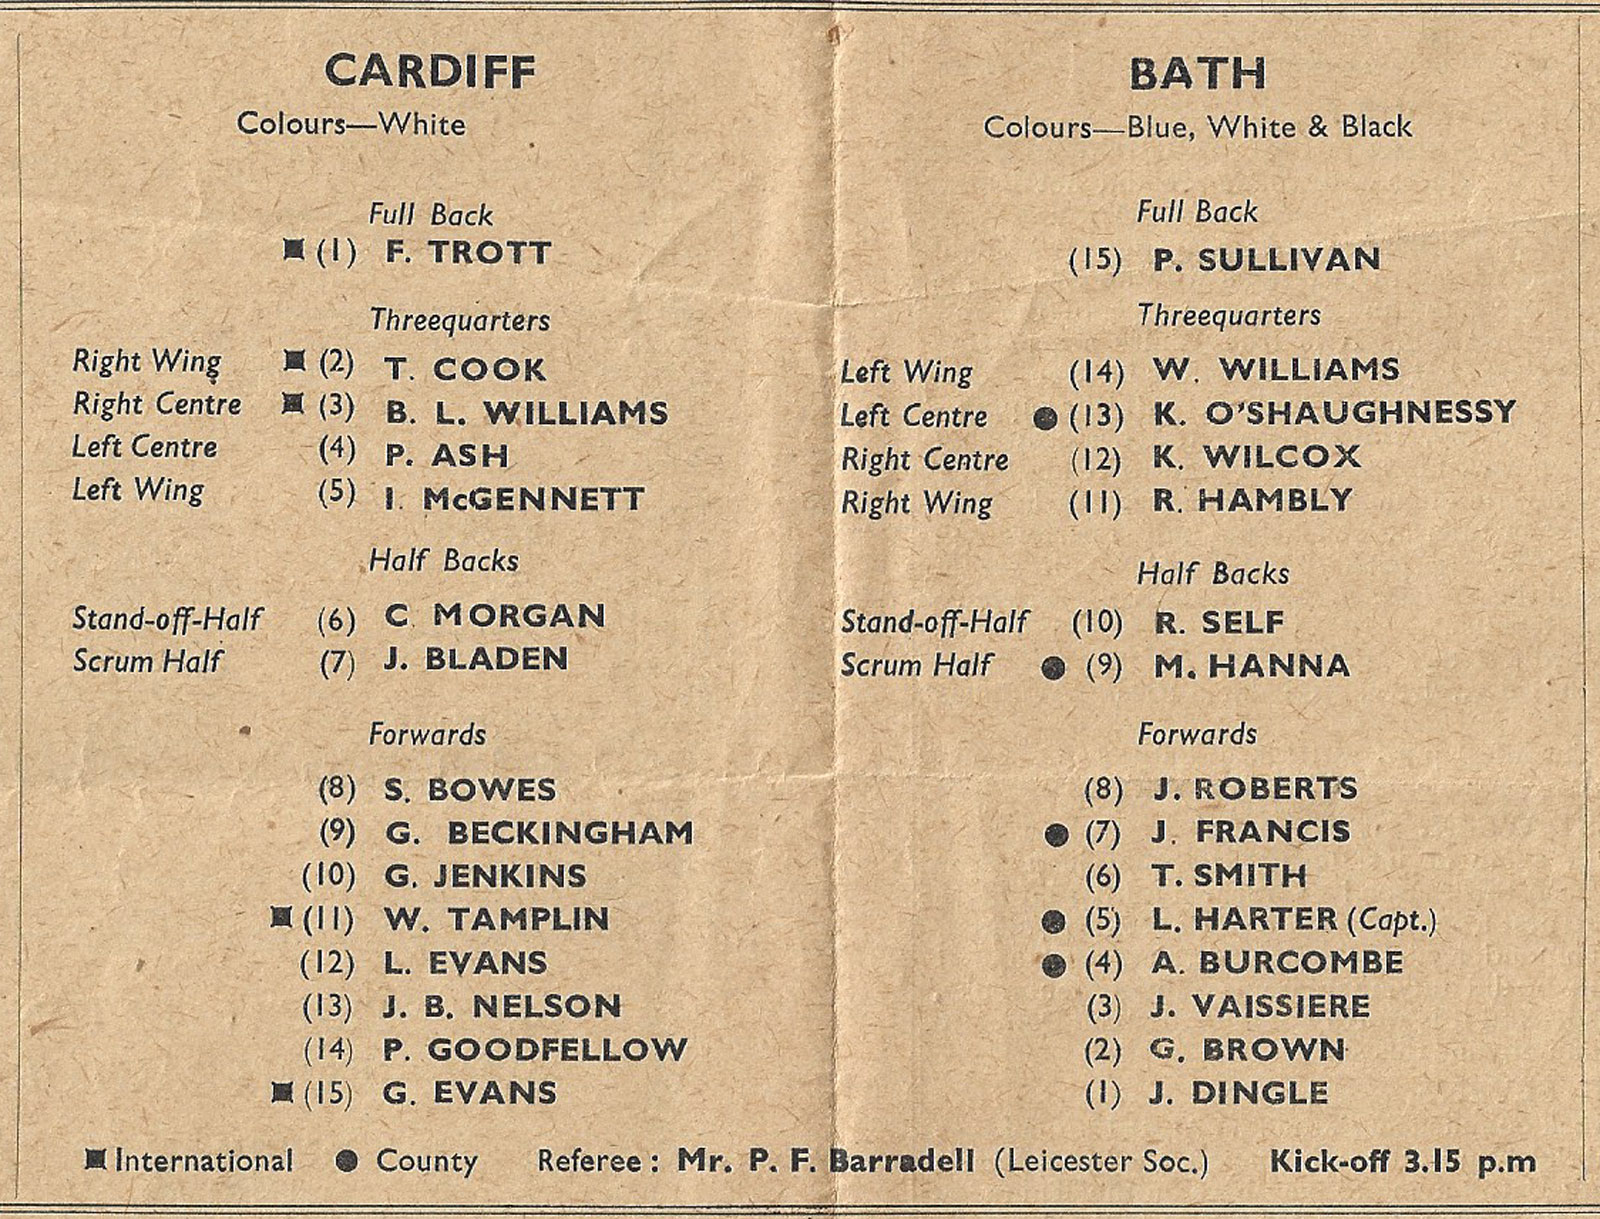 CARDIFF
Colours—White
Full Back
(1) F. TROTT
Threequarters
Right Wing (2) T. COOK
Right Centre (3) B. L. WILLIAMS
Left Centre (4) P. ASH
Left Wing (5) I. McGENNETT
Half Backs
Stand-off-Half (6) C. MORGAN
Scrum Half (7) J. BLADEN
Forwards
(8) S. BOWES
(9) G. BECKINGHAM
(10) G. JENKINS
(11) W. TAMPLIN
(12) L. EVANS
(13) J. B. NELSON
(14) P. GOODFELLOW
(15) G. EVANS
BATH
Colours—Blue, White & Black
Full Back
(15) P. SULLIVAN
Threequarters
Left Wing (14) W. WILLIAMS
Left Centre ● (13) K. O'SHAUGHNESSY
Right Centre (12) K. WILCOX
Right Wing (11) R. HAMBLY
Half Backs
Stand-off-Half (10) R. SELF
Scrum Half ● (9) M. HANNA
Forwards
(8) J. ROBERTS
● (7) J. FRANCIS
(6) T. SMITH
● (5) L. HARTER (Capt.)
● (4) A. BURCOMBE
(3) J. VAISSIERE
(2) G. BROWN
(1) J. DINGLE
International ● County Referee : Mr. P. F. Barradell (Leicester Soc.) Kick-off 3.15 p.m